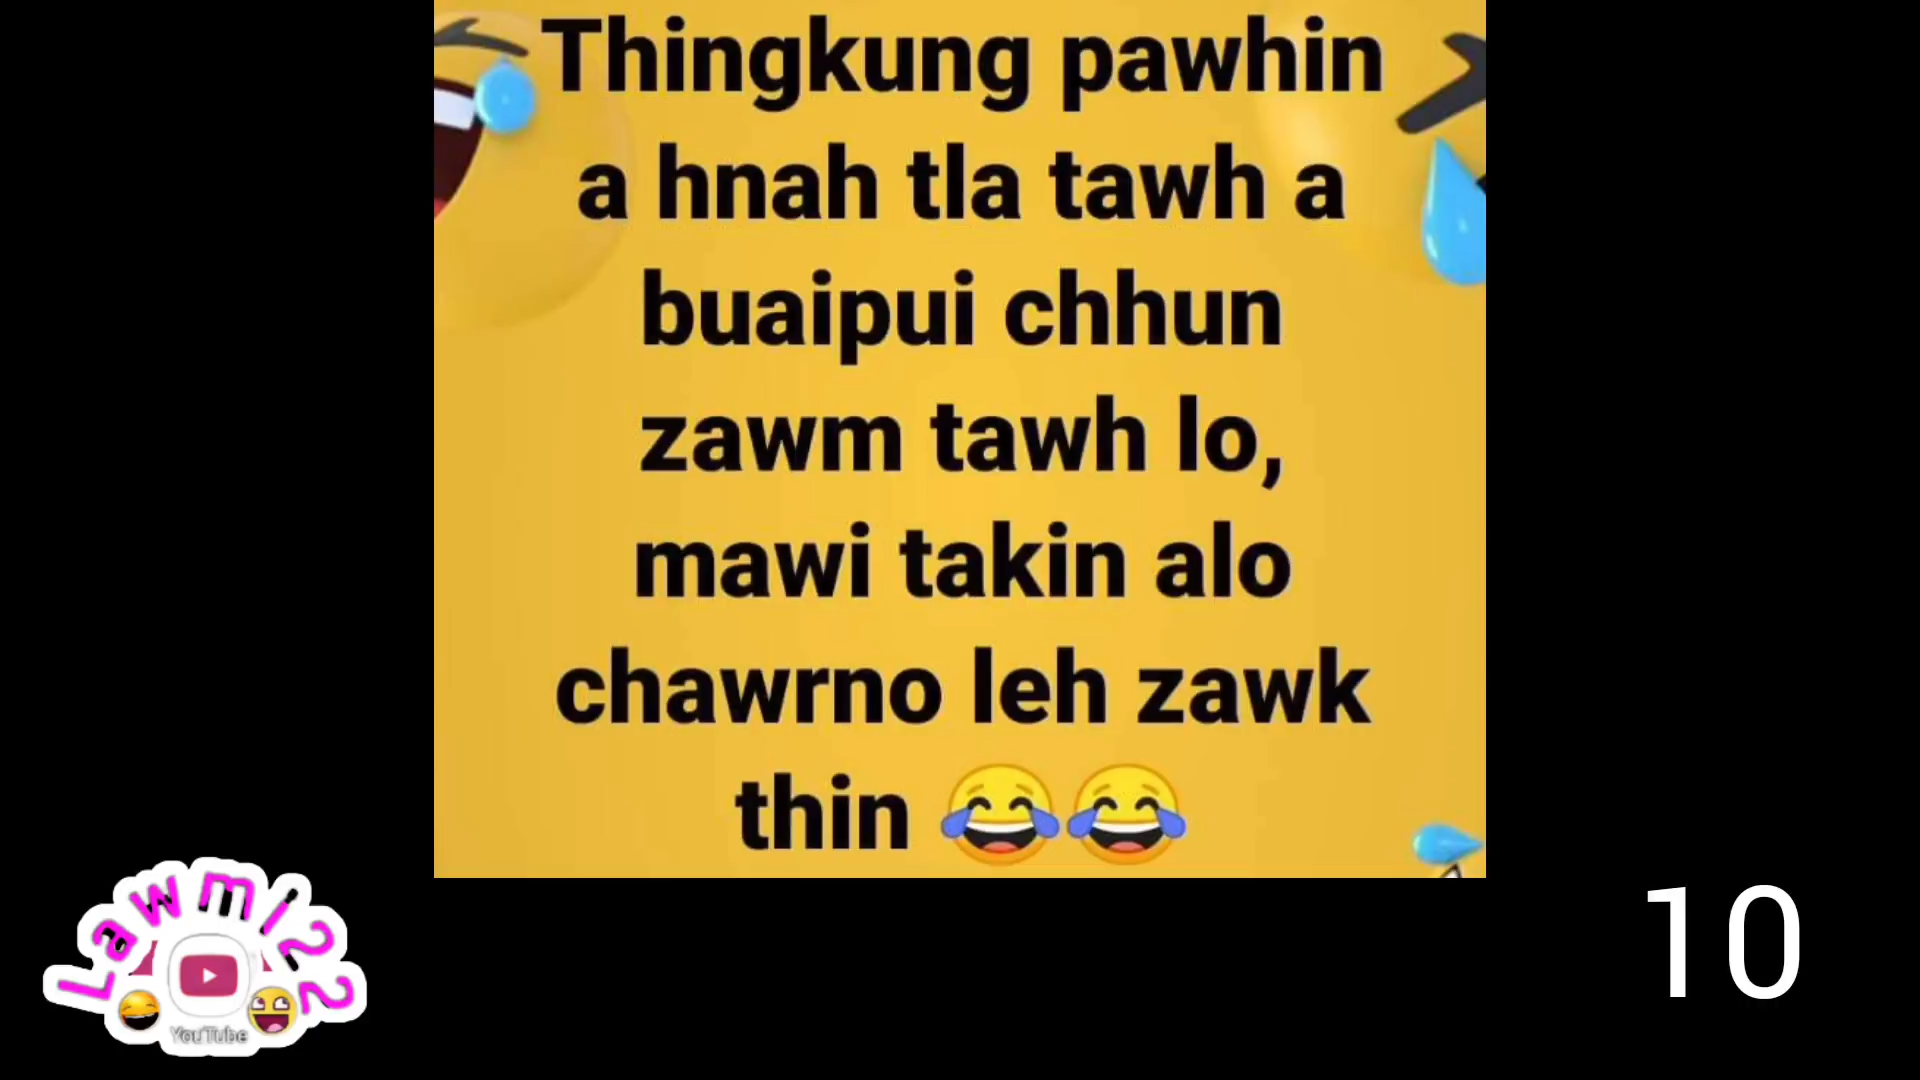 Thingkung pawhin
a hnah tla tawh a
buaipui chhun
zawm tawh lo,
mawi takin alo
chawrno leh zawk
thin 😂😂
Lawmi22
YouTube
10